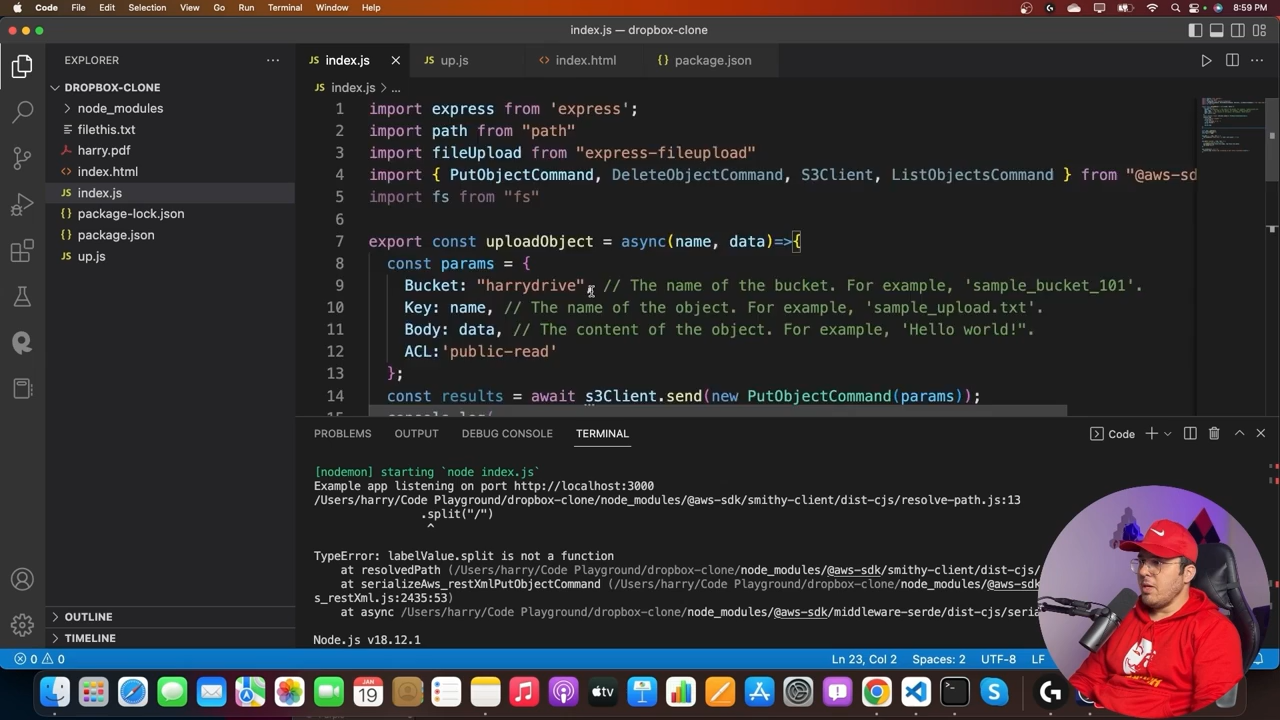 Code File Edit Selection View Go Run Terminal Window Help 8:59 PM
index.js — dropbox-clone
EXPLORER
DROPBOX-CLONE
node_modules
filethis.txt
harry.pdf
index.html
index.js
package-lock.json
package.json
up.js
OUTLINE
TIMELINE
index.js up.js index.html package.json
index.js > ...
1 import express from 'express';
2 import path from "path"
3 import fileUpload from "express-fileupload"
4 import { PutObjectCommand, DeleteObjectCommand, S3Client, ListObjectsCommand } from "@aws-sd
5 import fs from "fs"
6
7 export const uploadObject = async(name, data)=>{
8 const params = {
9 Bucket: "harrydrive", // The name of the bucket. For example, 'sample_bucket_101'.
10 Key: name, // The name of the object. For example, 'sample_upload.txt'.
11 Body: data, // The content of the object. For example, 'Hello world!".
12 ACL:'public-read'
13 };
14 const results = await s3Client.send(new PutObjectCommand(params));
15 console.log(
PROBLEMS OUTPUT DEBUG CONSOLE TERMINAL Code
[nodemon] starting `node index.js`
Example app listening on port http://localhost:3000
/Users/harry/Code Playground/dropbox-clone/node_modules/@aws-sdk/smithy-client/dist-cjs/resolve-path.js:13
.split("/")
^
TypeError: labelValue.split is not a function
at resolvedPath (/Users/harry/Code Playground/dropbox-clone/node_modules/@aws-sdk/smithy-client/dist-cjs/
at serializeAws_restXmlPutObjectCommand (/Users/harry/Code Playground/dropbox-clone/node_modules/@aws-sdk
s_restXml.js:2435:53)
at async /Users/harry/Code Playground/dropbox-clone/node_modules/@aws-sdk/middleware-serde/dist-cjs/seria
Node.js v18.12.1
0 0 Ln 23, Col 2 Spaces: 2 UTF-8 LF
JAN
19